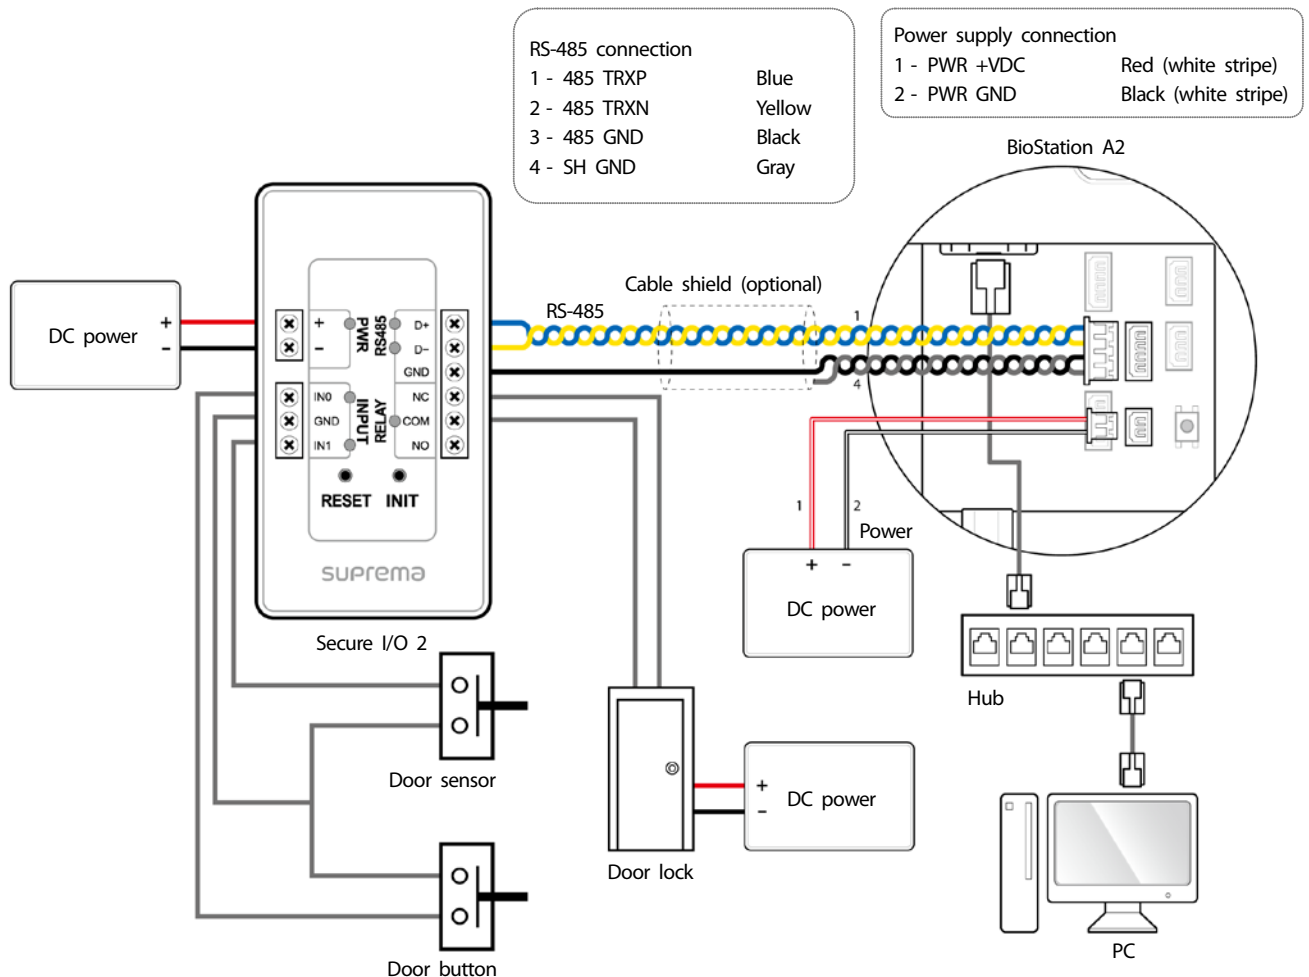 RS-485 connection
1 - 485 TRXP Blue
2 - 485 TRXN Yellow
3 - 485 GND Black
4 - SH GND Gray
Power supply connection
1 - PWR +VDC Red (white stripe)
2 - PWR GND Black (white stripe)
BioStation A2
Cable shield (optional)
RS-485
1
4
DC power
+
-
+
-
PWR
RS485
D+
D-
GND
IN0
GND
IN1
INPUT
RELAY
NC
COM
NO
RESET INIT
suprema
Secure I/O 2
1
2
Power
+ -
DC power
Hub
Door sensor
Door lock
+
-
DC power
Door button
PC